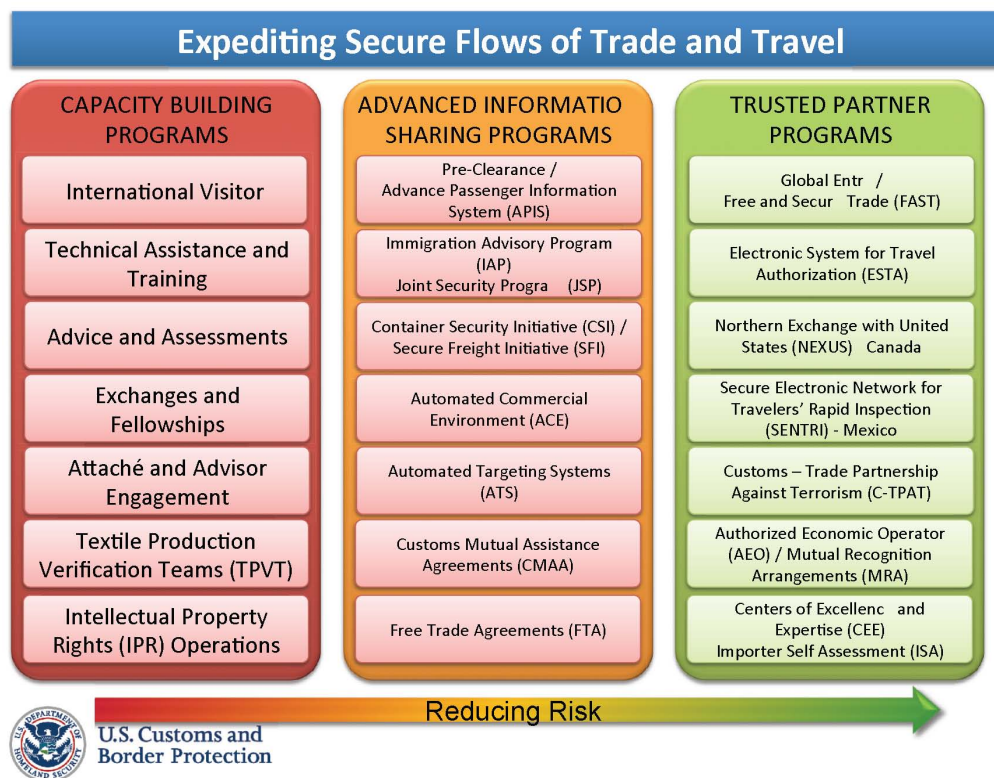 Expediting Secure Flows of Trade and Travel
CAPACITY BUILDING
PROGRAMS
International Visitor
Technical Assistance and
Training
Advice and Assessments
Exchanges and
Fellowships
Attaché and Advisor
Engagement
Textile Production
Verification Teams (TPVT)
Intellectual Property
Rights (IPR) Operations
ADVANCED INFORMATIO
SHARING PROGRAMS
Pre-Clearance /
Advance Passenger Information
System (APIS)
Immigration Advisory Program
(IAP)
Joint Security Progra (JSP)
Container Security Initiative (CSI) /
Secure Freight Initiative (SFI)
Automated Commercial
Environment (ACE)
Automated Targeting Systems
(ATS)
Customs Mutual Assistance
Agreements (CMAA)
Free Trade Agreements (FTA)
TRUSTED PARTNER
PROGRAMS
Global Entr /
Free and Secur Trade (FAST)
Electronic System for Travel
Authorization (ESTA)
Northern Exchange with United
States (NEXUS) Canada
Secure Electronic Network for
Travelers’ Rapid Inspection
(SENTRI) - Mexico
Customs – Trade Partnership
Against Terrorism (C-TPAT)
Authorized Economic Operator
(AEO) / Mutual Recognition
Arrangements (MRA)
Centers of Excellenc and
Expertise (CEE)
Importer Self Assessment (ISA)
Reducing Risk
U.S. DEPARTMENT OF
HOMELAND SECURITY
U.S. Customs and
Border Protection